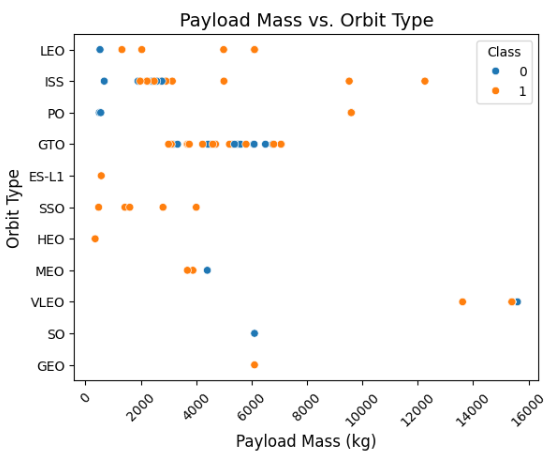 Payload Mass vs. Orbit Type
Class
0
1
LEO
ISS
PO
GTO
ES-L1
SSO
HEO
MEO
VLEO
SO
GEO
Orbit Type
0 2000 4000 6000 8000 10000 12000 14000 16000
Payload Mass (kg)